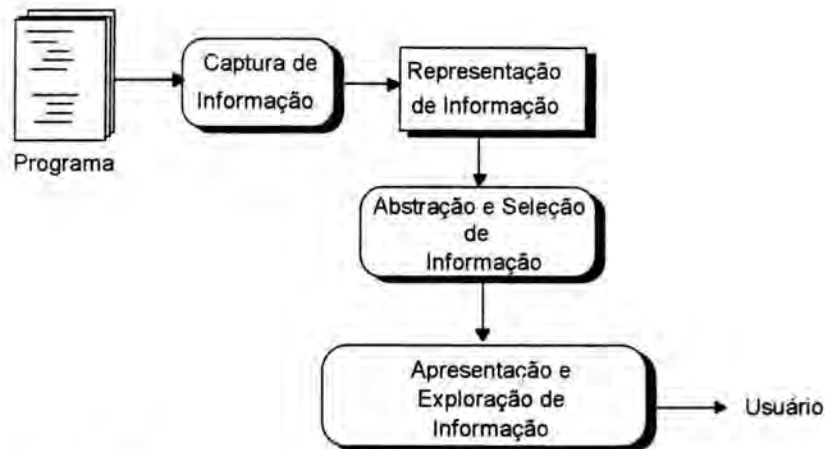 Programa
Captura de
Informação
Representação
de Informação
Abstração e Seleção
de
Informação
Apresentação e
Exploração de
Informação
Usuário